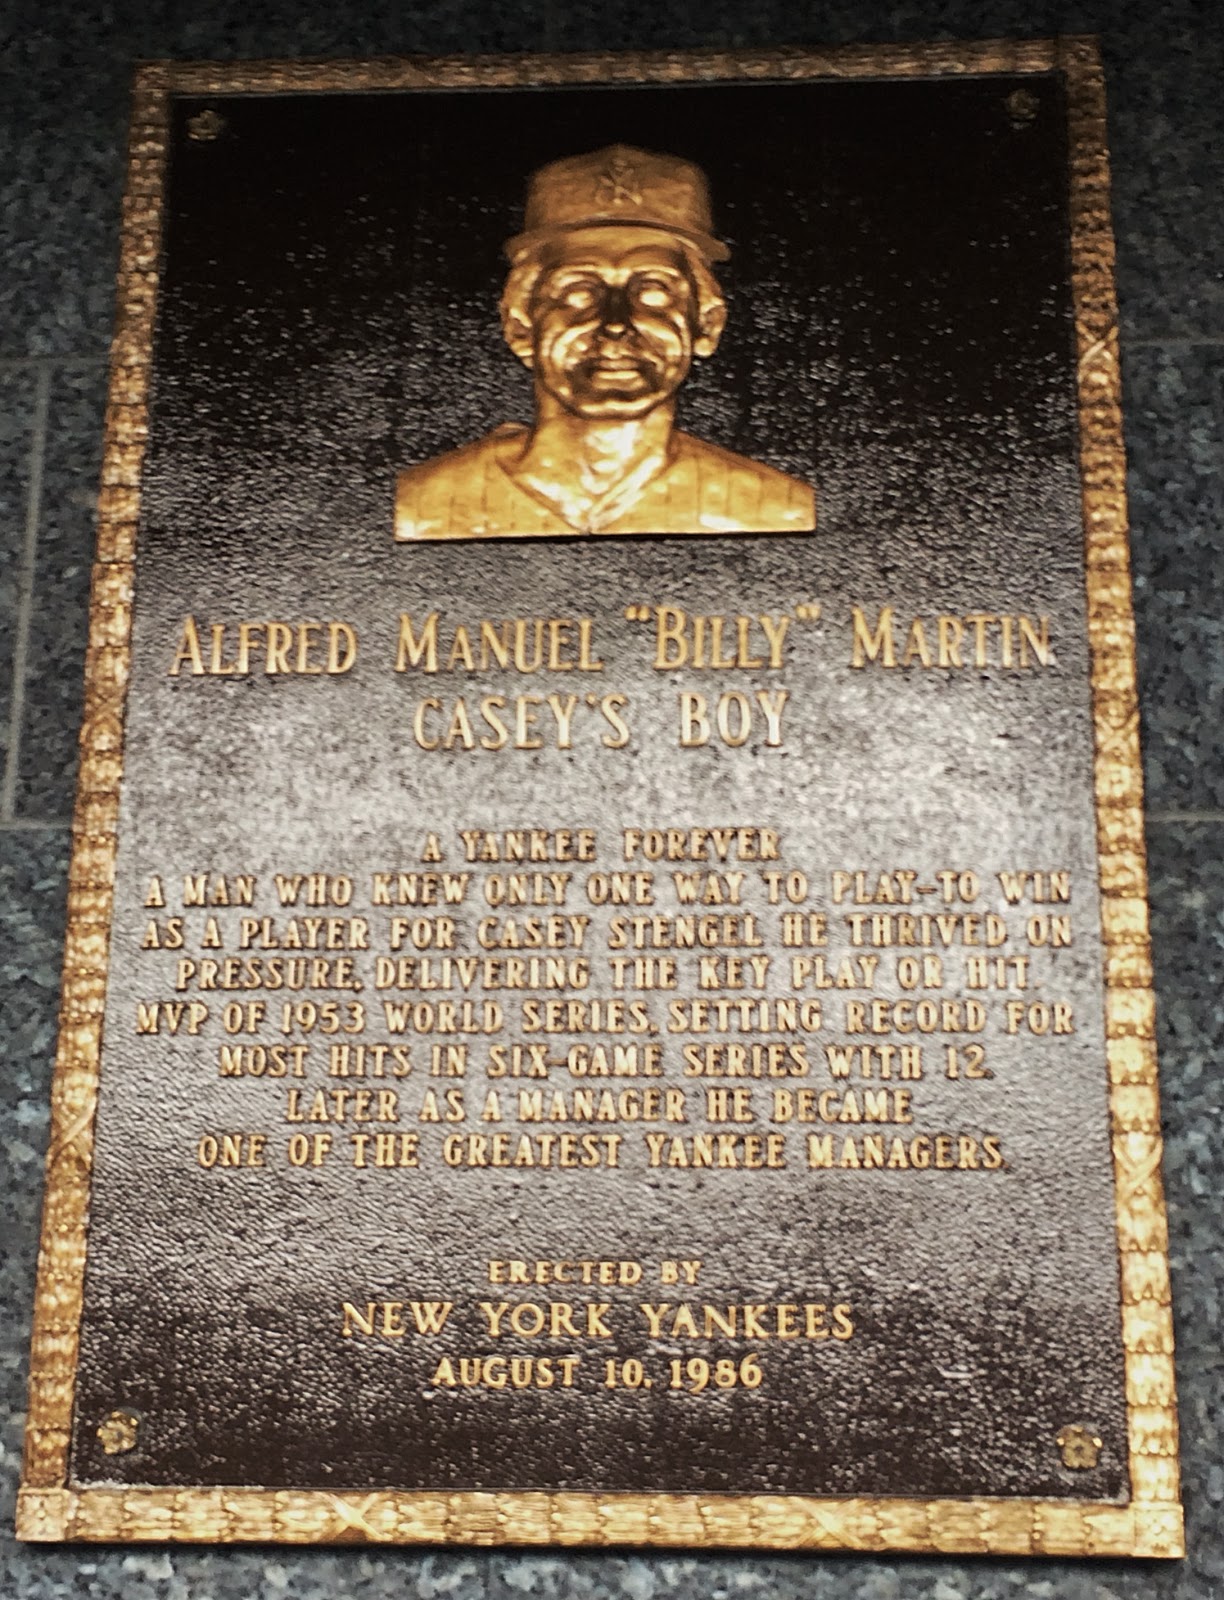 ALFRED MANUEL "BILLY" MARTIN
CASEY'S BOY
A YANKEE FOREVER
A MAN WHO KNEW ONLY ONE WAY TO PLAY-TO WIN
AS A PLAYER FOR CASEY STENGEL HE THRIVED ON
PRESSURE, DELIVERING THE KEY PLAY OR HIT.
MVP OF 1953 WORLD SERIES, SETTING RECORD FOR
MOST HITS IN SIX-GAME SERIES WITH 12.
LATER AS A MANAGER HE BECAME
ONE OF THE GREATEST YANKEE MANAGERS.
ERECTED BY
NEW YORK YANKEES
AUGUST 10, 1986